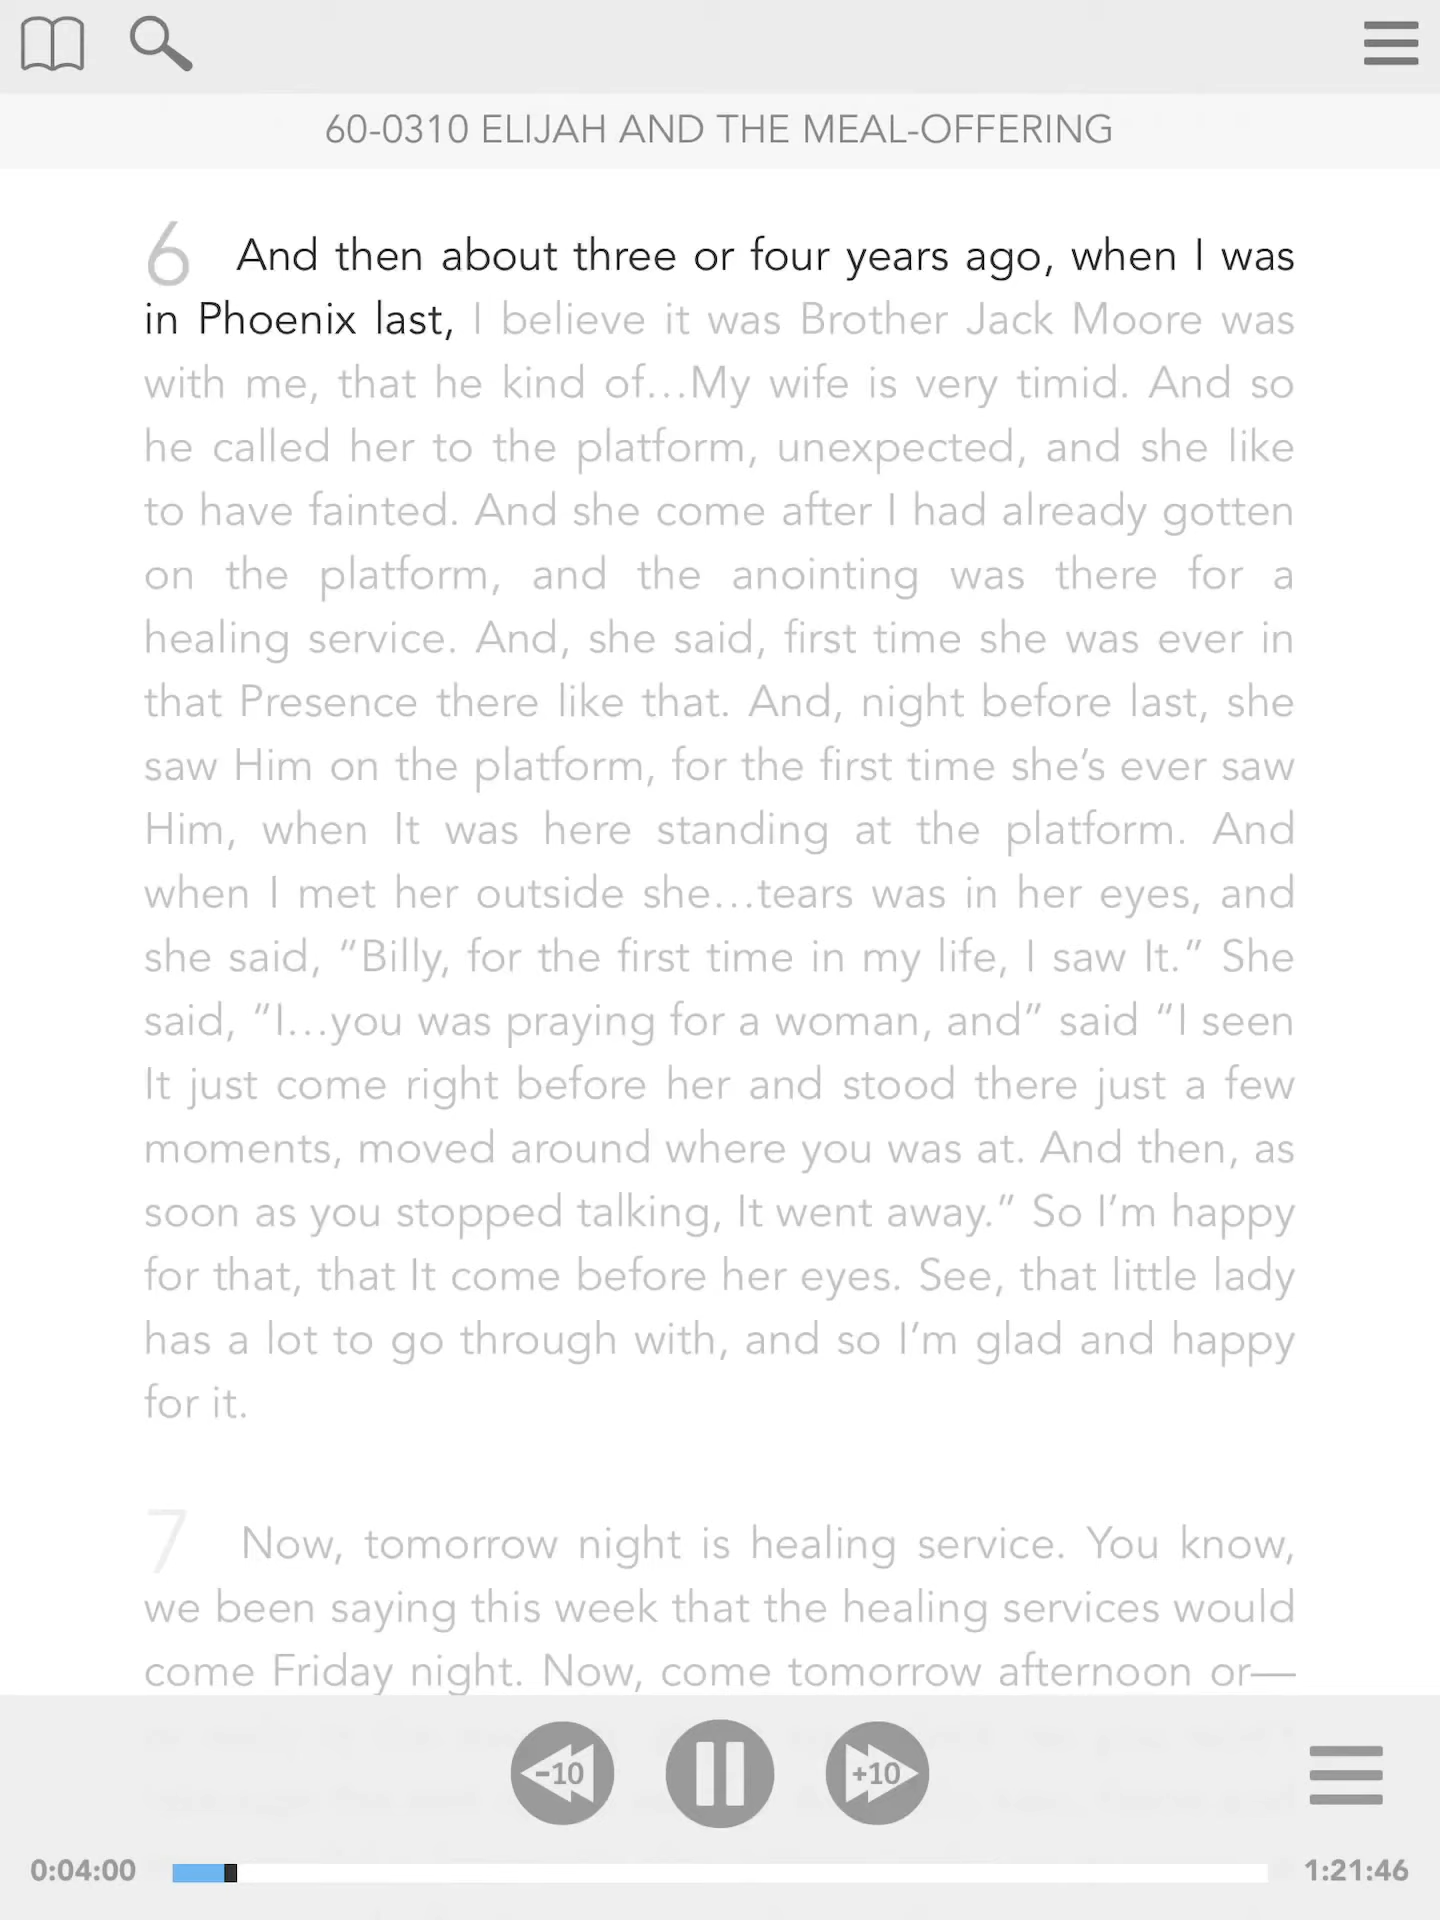 60-0310 ELIJAH AND THE MEAL-OFFERING
6 And then about three or four years ago, when I was
in Phoenix last, I believe it was Brother Jack Moore was
with me, that he kind of…My wife is very timid. And so
he called her to the platform, unexpected, and she like
to have fainted. And she come after I had already gotten
on the platform, and the anointing was there for a
healing service. And, she said, first time she was ever in
that Presence there like that. And, night before last, she
saw Him on the platform, for the first time she’s ever saw
Him, when It was here standing at the platform. And
when I met her outside she…tears was in her eyes, and
she said, “Billy, for the first time in my life, I saw It.” She
said, “I…you was praying for a woman, and” said “I seen
It just come right before her and stood there just a few
moments, moved around where you was at. And then, as
soon as you stopped talking, It went away.” So I’m happy
for that, that It come before her eyes. See, that little lady
has a lot to go through with, and so I’m glad and happy
for it.
7 Now, tomorrow night is healing service. You know,
we been saying this week that the healing services would
come Friday night. Now, come tomorrow afternoon or—
-10 +10
0:04:00 1:21:46